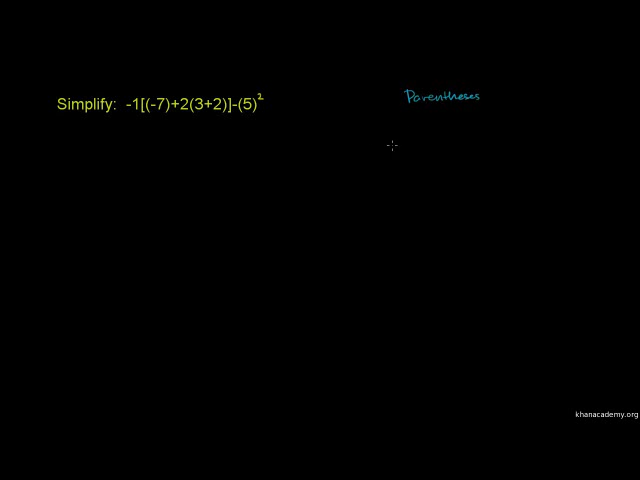 Simplify: -1[(-7)+2(3+2)]-(5)²
Parentheses
khanacademy.org